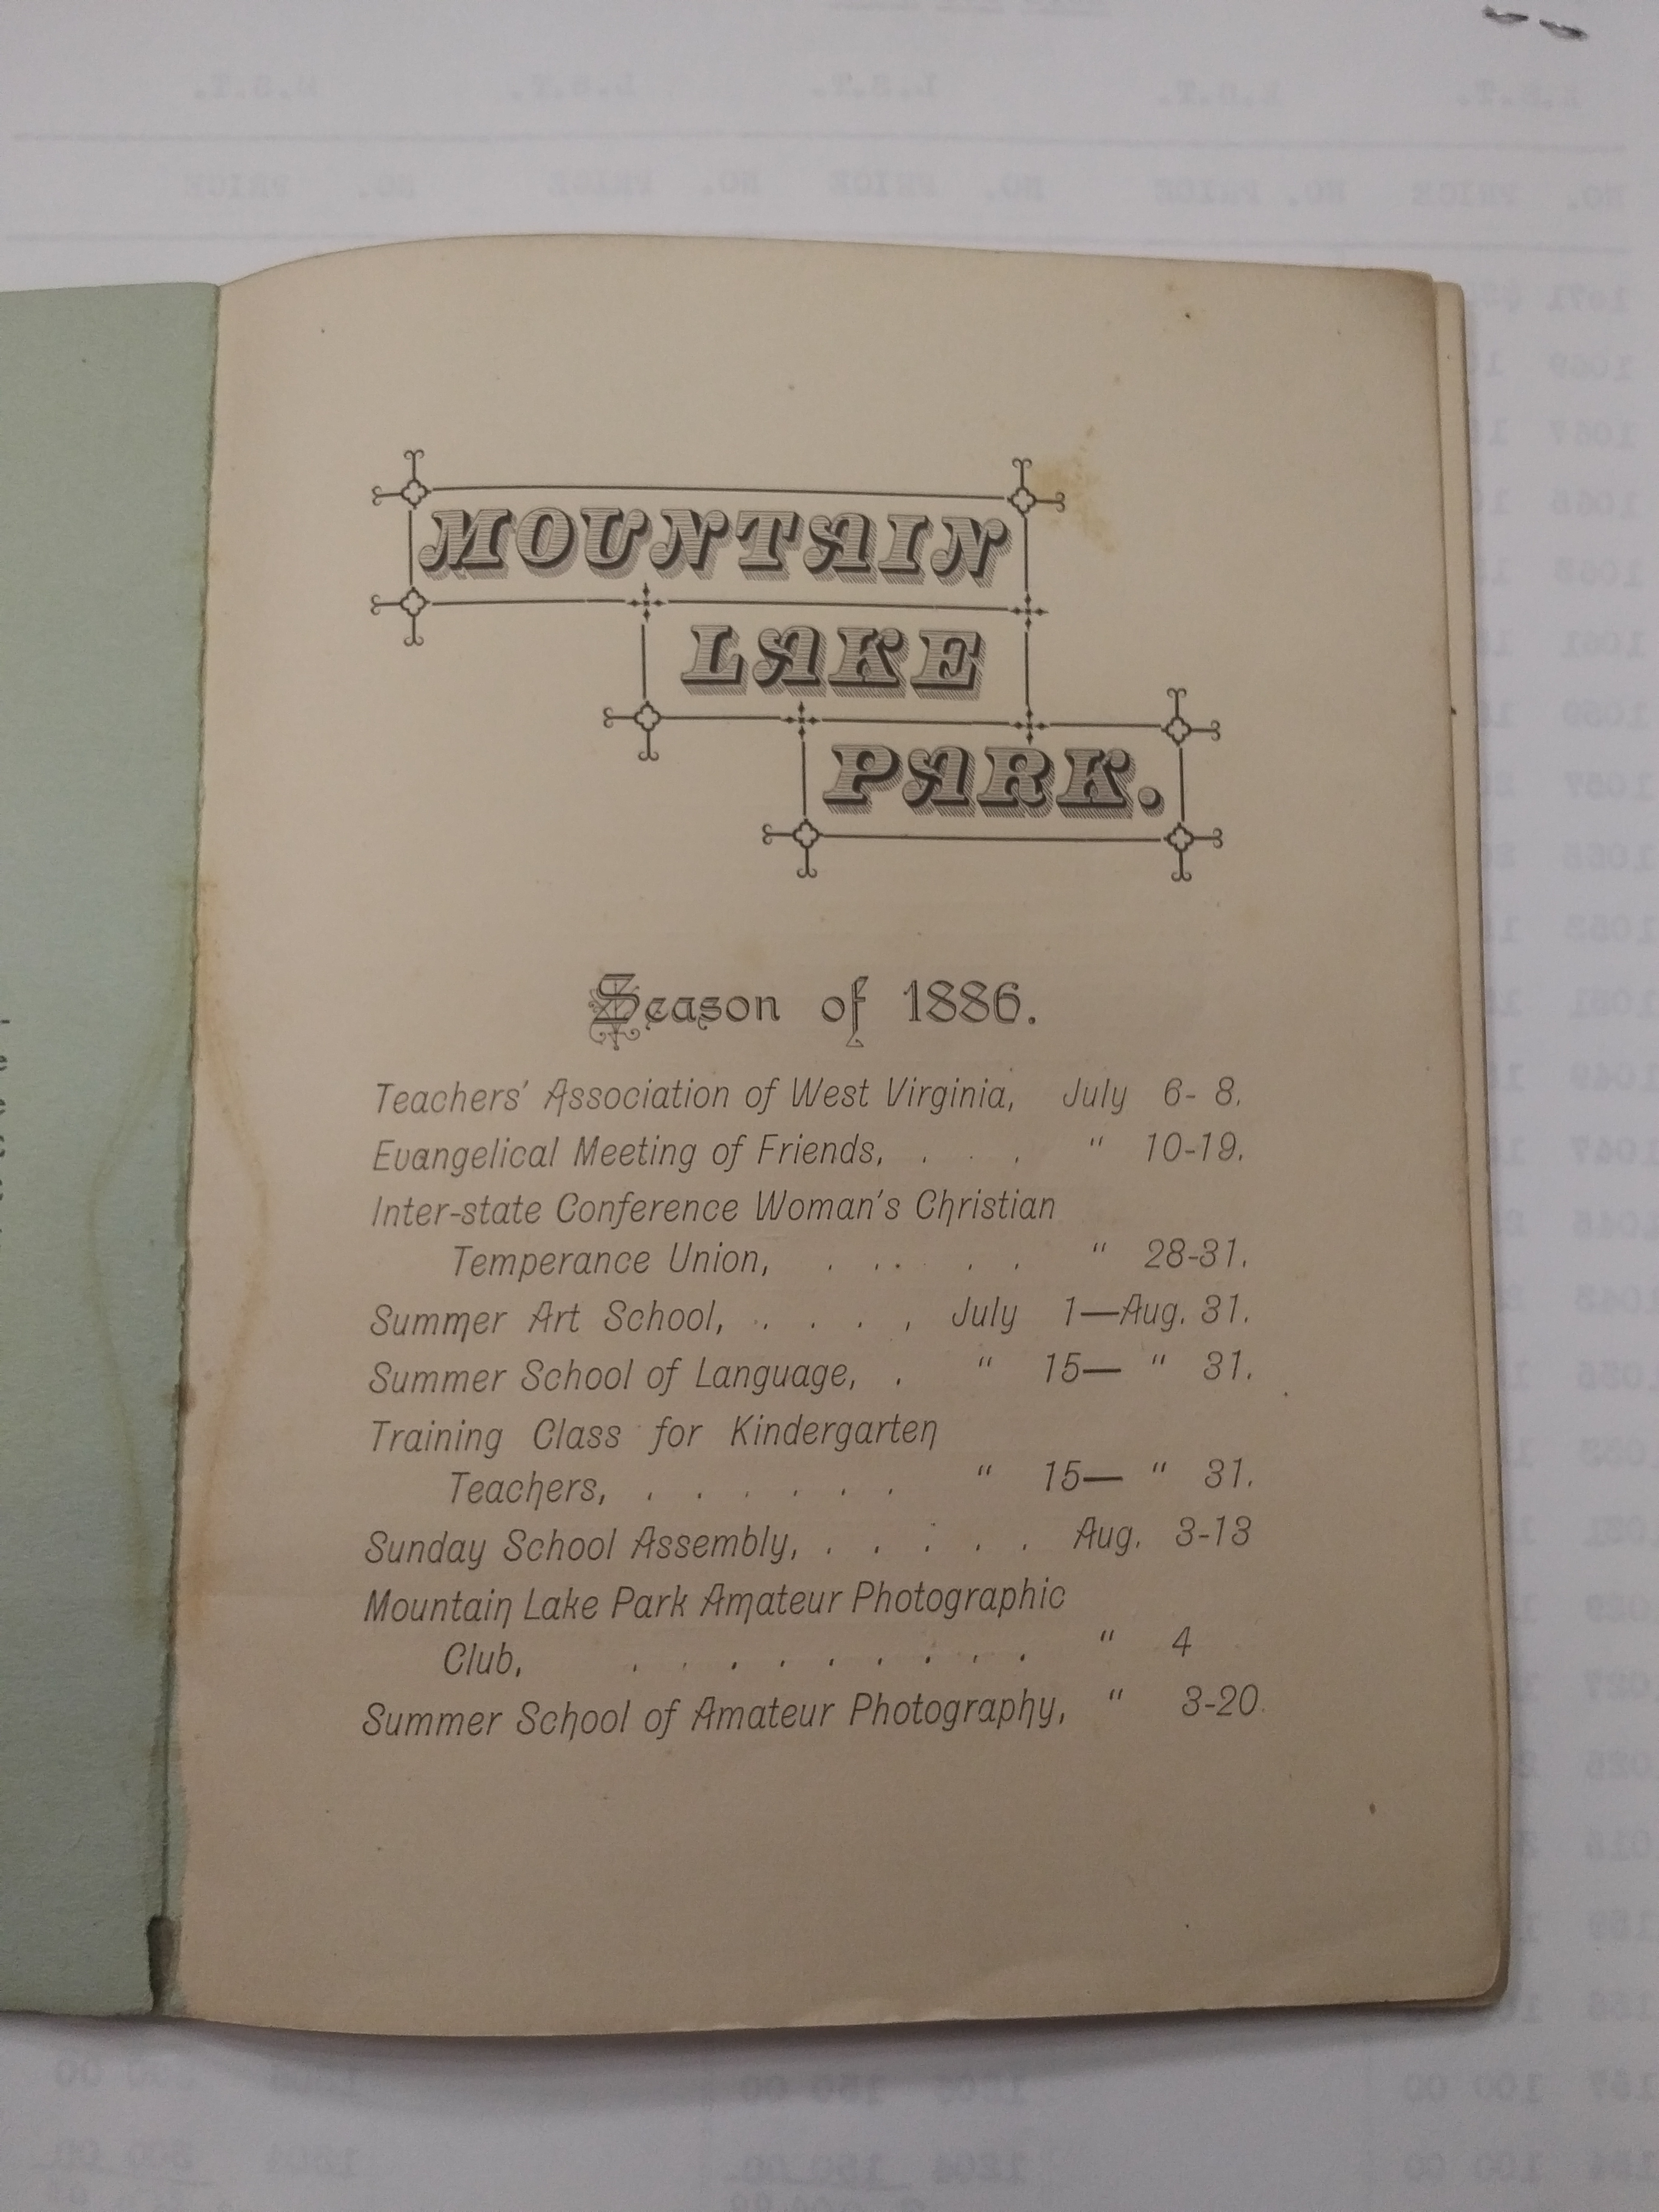 MOUNTAIN
LAKE
PARK.
Season of 1886.
Teachers' Association of West Virginia, July 6- 8.
Evangelical Meeting of Friends, . . . " 10-19.
Inter-state Conference Woman's Christian
Temperance Union, . . . . . " 28-31.
Summer Art School, . . . , July 1—Aug. 31.
Summer School of Language, . " 15— " 31.
Training Class for Kindergarten
Teachers, . . . . . . " 15— " 31.
Sunday School Assembly, . . . . . Aug. 3-13
Mountain Lake Park Amateur Photographic
Club, . . . . . . . . . " 4
Summer School of Amateur Photography, " 3-20.